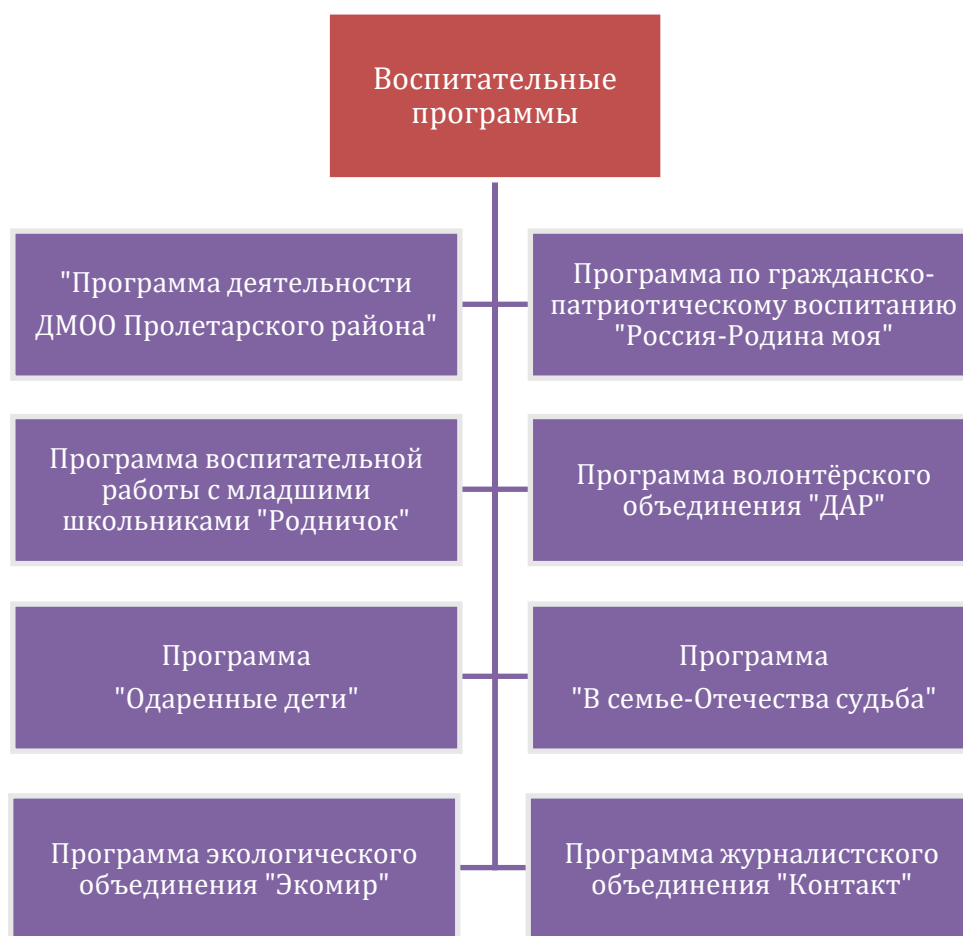 Воспитательные
программы
"Программа деятельности
ДМОО Пролетарского района"
Программа по гражданско-
патриотическому воспитанию
"Россия-Родина моя"
Программа воспитательной
работы с младшими
школьниками "Родничок"
Программа волонтёрского
объединения "ДАР"
Программа
"Одаренные дети"
Программа
"В семье-Отечества судьба"
Программа экологического
объединения "Экомир"
Программа журналистского
объединения "Контакт"